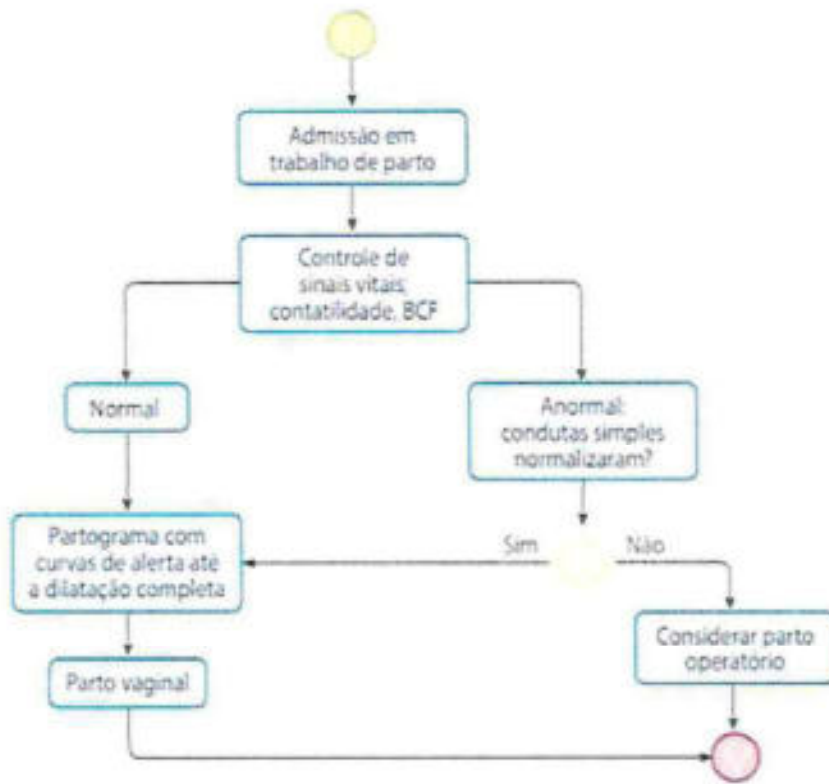 Admissão em
trabalho de parto
Controle de
sinais vitais,
contatilidade, BCF
Normal
Anormal:
condutas simples
normalizaram?
Partograma com
curvas de alerta até
a dilatação completa
Sim
Não
Considerar parto
operatório
Parto vaginal